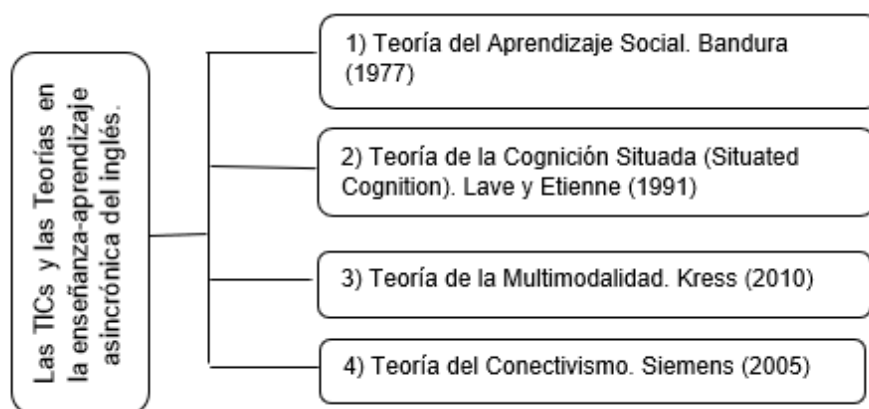 Las TICs y las Teorías en
la enseñanza-aprendizaje
asincrónica del inglés.
1) Teoría del Aprendizaje Social. Bandura
(1977)
2) Teoría de la Cognición Situada (Situated
Cognition). Lave y Etienne (1991)
3) Teoría de la Multimodalidad. Kress (2010)
4) Teoría del Conectivismo. Siemens (2005)